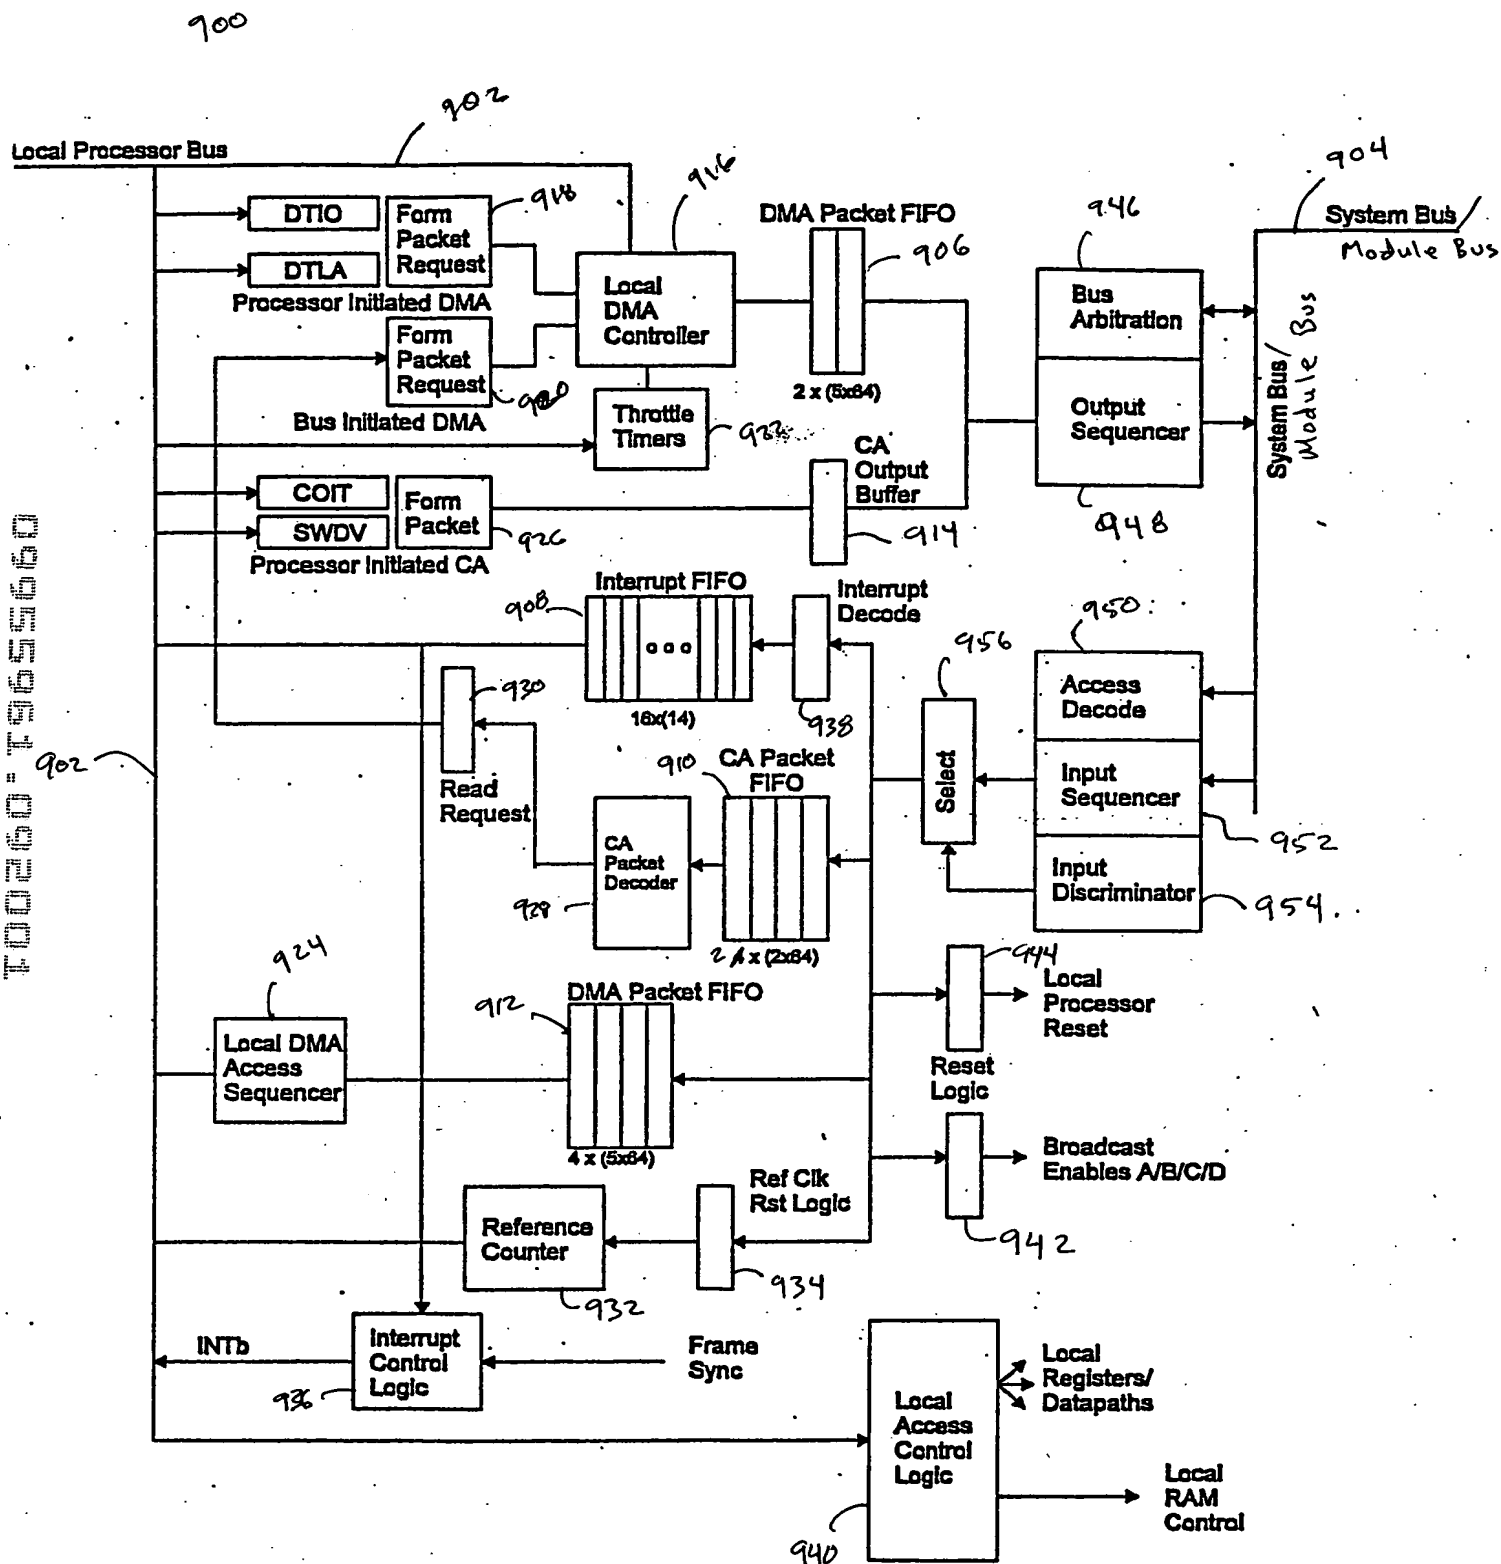 900
902
Local Processor Bus
916
904
DTIO
Form
Packet
Request
918
DMA Packet FIFO
946
System Bus/
Module Bus
906
DTLA
Processor Initiated DMA
Local
DMA
Controller
Bus
Arbitration
Form
Packet
Request
920
2 x (5x64)
System Bus/
Module Bus
Bus Initiated DMA
Throttle
Timers
922
Output
Sequencer
CA
Output
Buffer
COIT
SWDV
Form
Packet
926
914
948
Processor Initiated CA
Interrupt FIFO
908
Interrupt
Decode
950
956
930
16x(14)
938
Access
Decode
902
Read
Request
910
CA Packet
FIFO
Select
Input
Sequencer
952
CA
Packet
Decoder
928
Input
Discriminator
954
2 4 x (2x64)
924
944
Local
Processor
Reset
DMA Packet FIFO
912
Local DMA
Access
Sequencer
Reset
Logic
4 x (5x64)
Broadcast
Enables A/B/C/D
Ref Clk
Rst Logic
942
Reference
Counter
932
934
INTb
Interrupt
Control
Logic
936
Frame
Sync
Local
Access
Control
Logic
Local
Registers/
Datapaths
Local
RAM
Control
940
09965961.092001